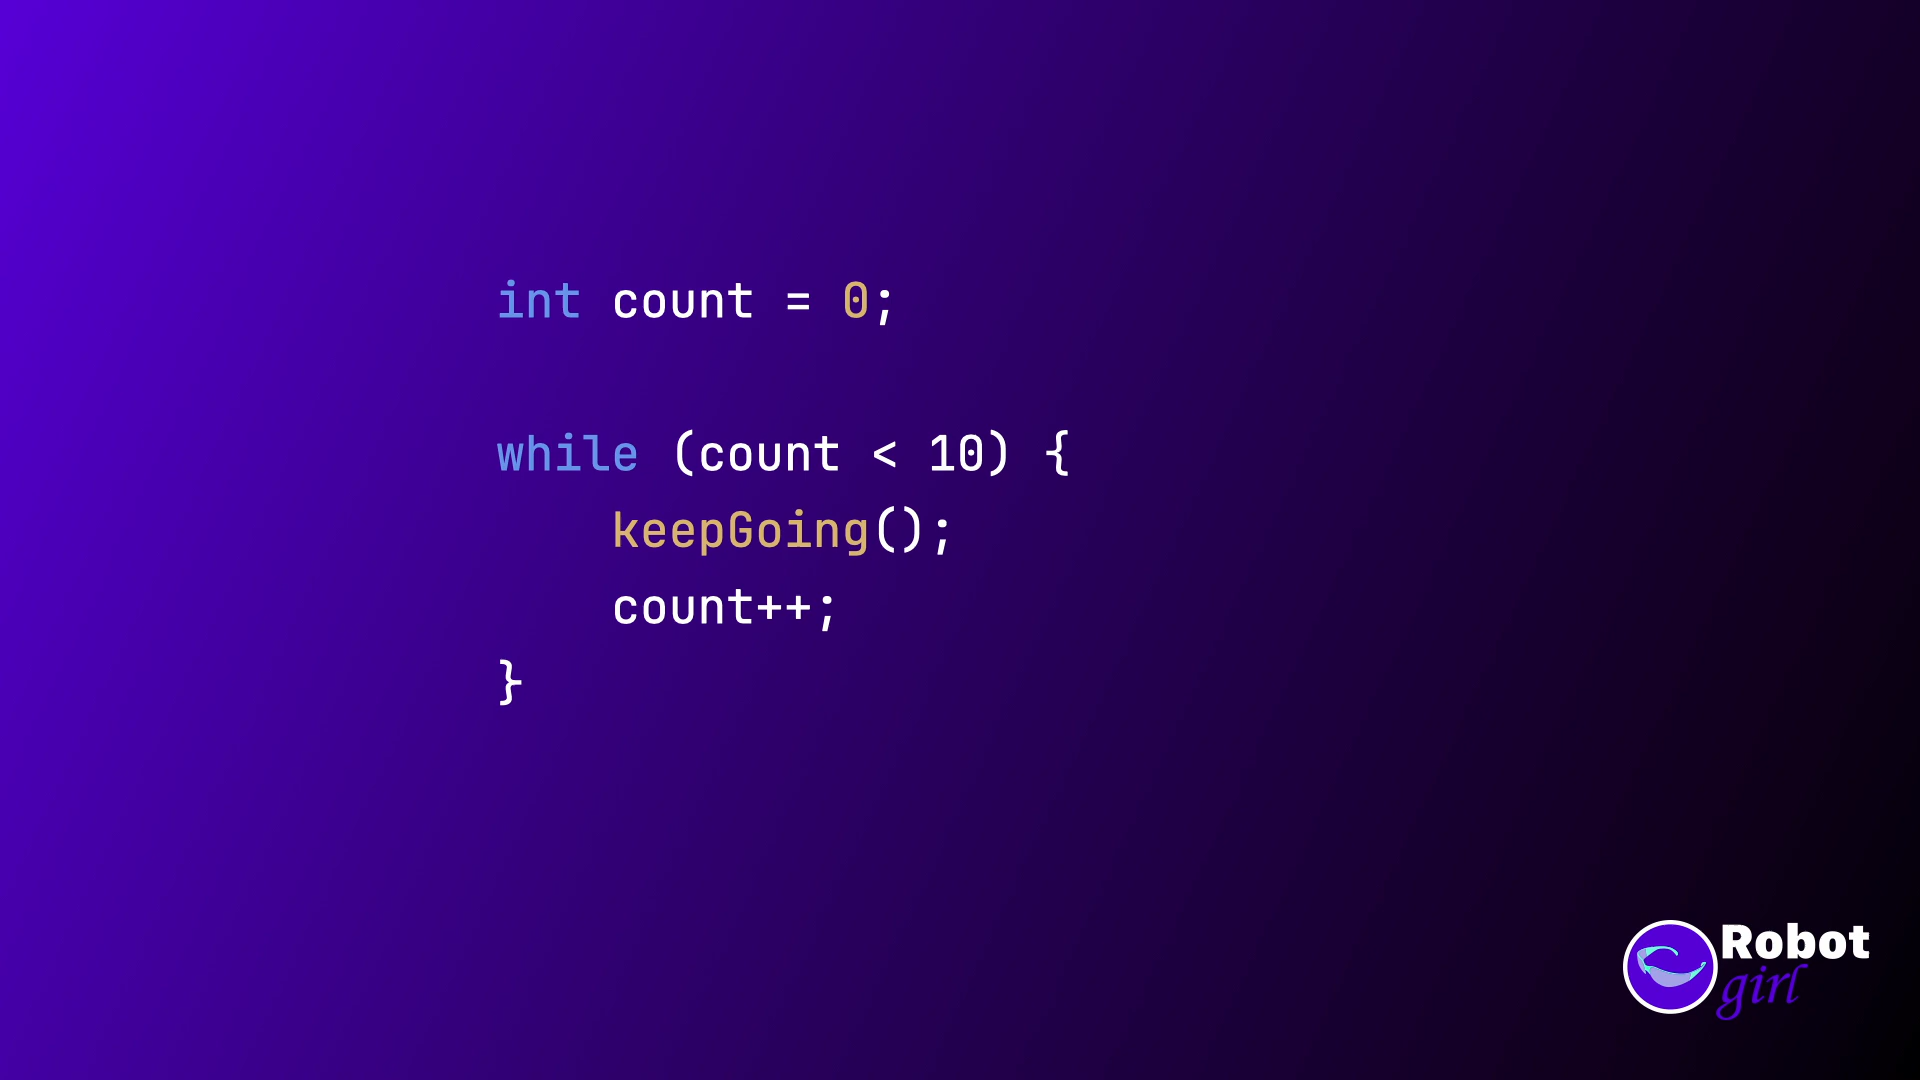 int count = 0;
while (count < 10) {
    keepGoing();
    count++;
}
Robot
girl